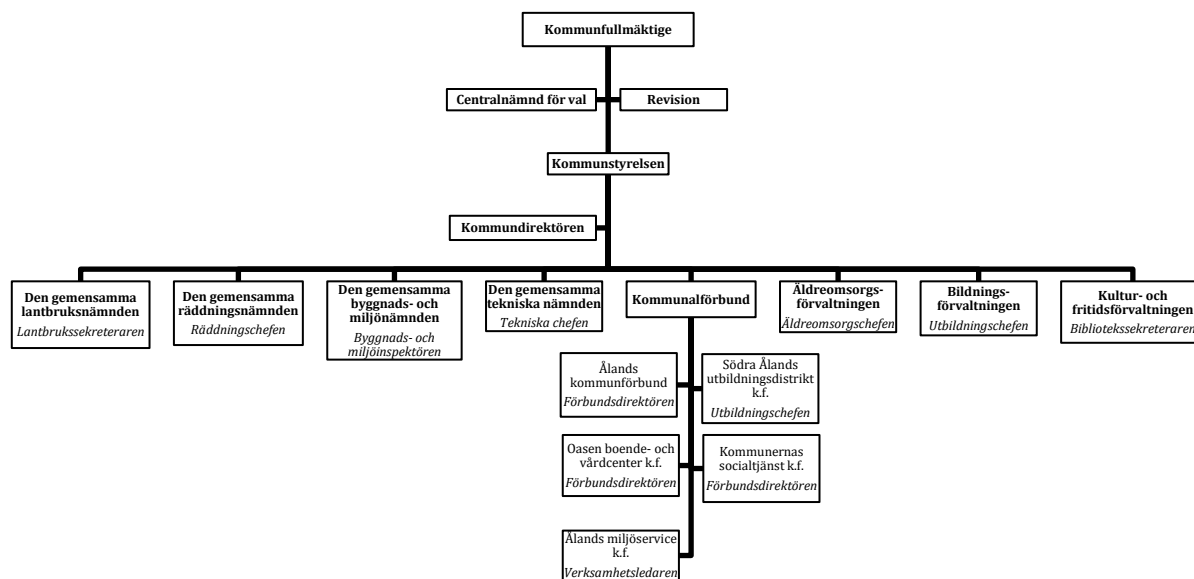 Kommunfullmäktige
Centralnämnd för val
Revision
Kommunstyrelsen
Kommundirektören
Den gemensamma
lantbruksnämnden
Lantbrukssekreteraren
Den gemensamma
räddningsnämnden
Räddningschefen
Den gemensamma
byggnads- och
miljönämnden
Byggnads- och
miljöinspektören
Den gemensamma
tekniska nämnden
Tekniska chefen
Kommunalförbund
Äldreomsorgs-
förvaltningen
Äldreomsorgschefen
Bildnings-
förvaltningen
Utbildningschefen
Kultur- och
fritidsförvaltningen
Bibliotekssekreteraren
Ålands
kommunförbund
Förbundsdirektören
Södra Ålands
utbildningsdistrikt
k.f.
Utbildningschefen
Oasen boende- och
vårdcenter k.f.
Förbundsdirektören
Kommunernas
socialtjänst k.f.
Förbundsdirektören
Ålands miljöservice
k.f.
Verksamhetsledaren